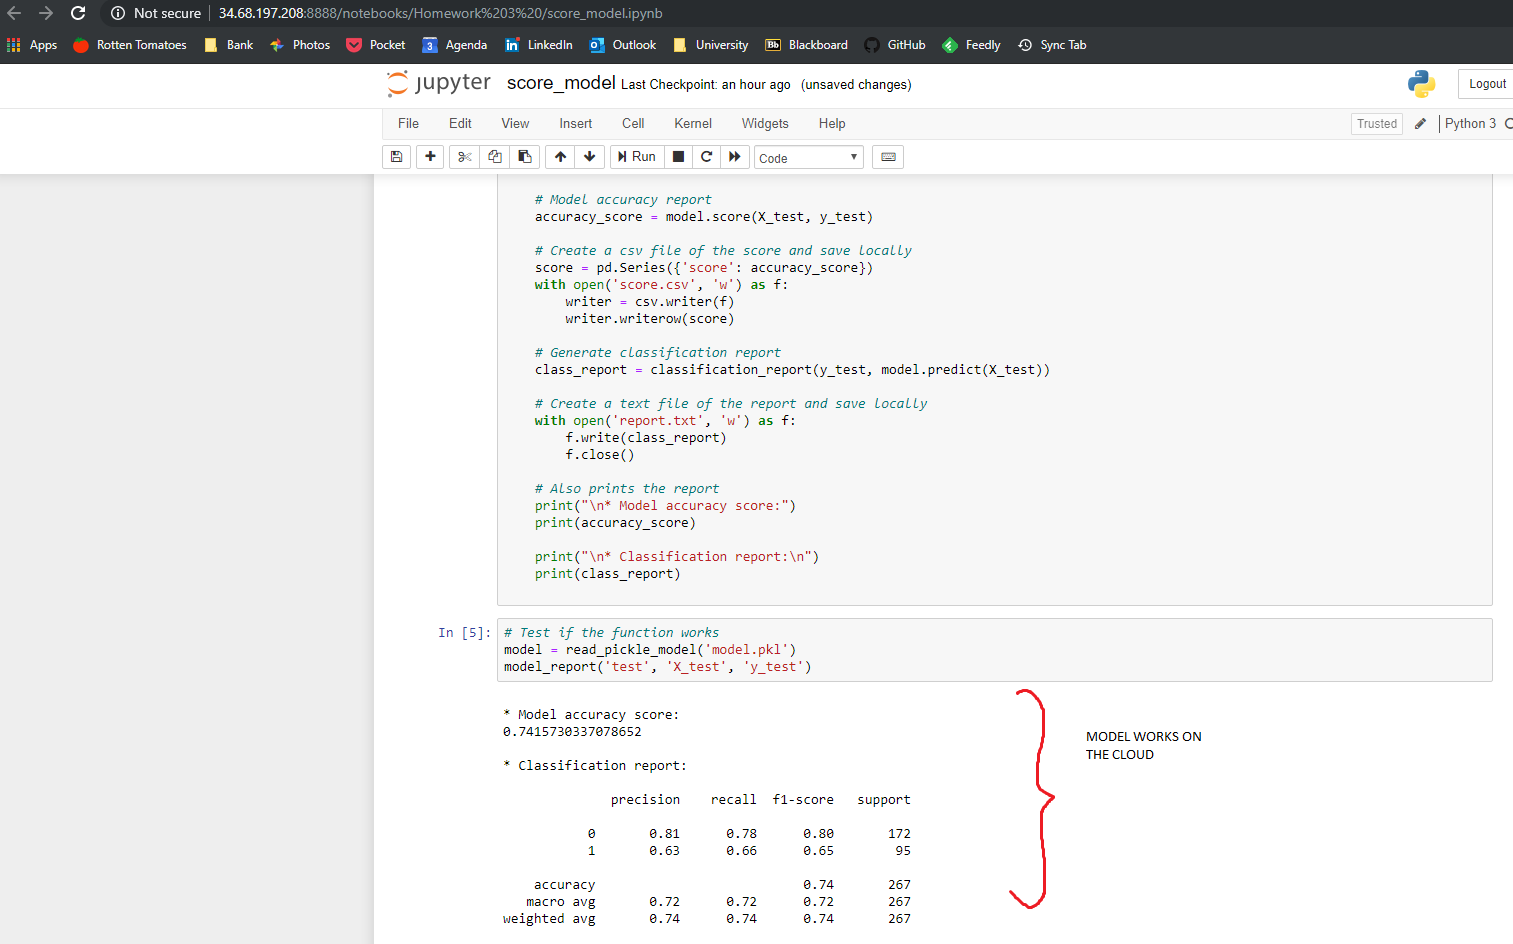 Not secure | 34.68.197.208:8888/notebooks/Homework%203%20/score_model.ipynb
Apps Rotten Tomatoes Bank Photos Pocket 3 Agenda in LinkedIn Outlook University Bb Blackboard GitHub Feedly Sync Tab
jupyter score_model Last Checkpoint: an hour ago (unsaved changes) Logout
File Edit View Insert Cell Kernel Widgets Help Trusted Python 3
Run Code
# Model accuracy report
accuracy_score = model.score(X_test, y_test)
# Create a csv file of the score and save locally
score = pd.Series({'score': accuracy_score})
with open('score.csv', 'w') as f:
    writer = csv.writer(f)
    writer.writerow(score)
# Generate classification report
class_report = classification_report(y_test, model.predict(X_test))
# Create a text file of the report and save locally
with open('report.txt', 'w') as f:
    f.write(class_report)
    f.close()
# Also prints the report
print("\n* Model accuracy score:")
print(accuracy_score)
print("\n* Classification report:\n")
print(class_report)
In [5]: # Test if the function works
model = read_pickle_model('model.pkl')
model_report('test', 'X_test', 'y_test')
* Model accuracy score:
0.7415730337078652
* Classification report:
precision recall f1-score support
0 0.81 0.78 0.80 172
1 0.63 0.66 0.65 95
accuracy 0.74 267
macro avg 0.72 0.72 0.72 267
weighted avg 0.74 0.74 0.74 267
MODEL WORKS ON
THE CLOUD